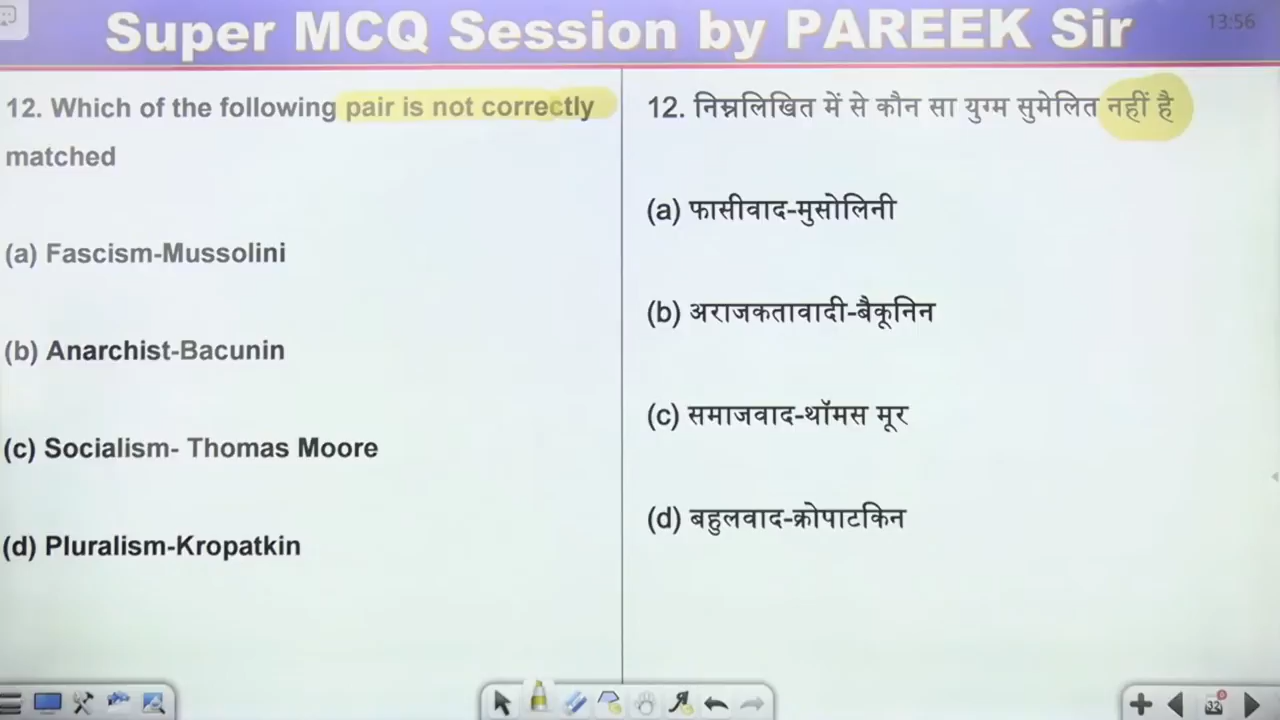 Super MCQ Session by PAREEK Sir
13:56
12. Which of the following pair is not correctly
matched
(a) Fascism-Mussolini
(b) Anarchist-Bacunin
(c) Socialism- Thomas Moore
(d) Pluralism-Kropatkin
12. निम्नलिखित में से कौन सा युग्म सुमेलित नहीं है
(a) फासीवाद-मुसोलिनी
(b) अराजकतावादी-बैकूनिन
(c) समाजवाद-थॉमस मूर
(d) बहुलवाद-क्रोपाटकिन
32